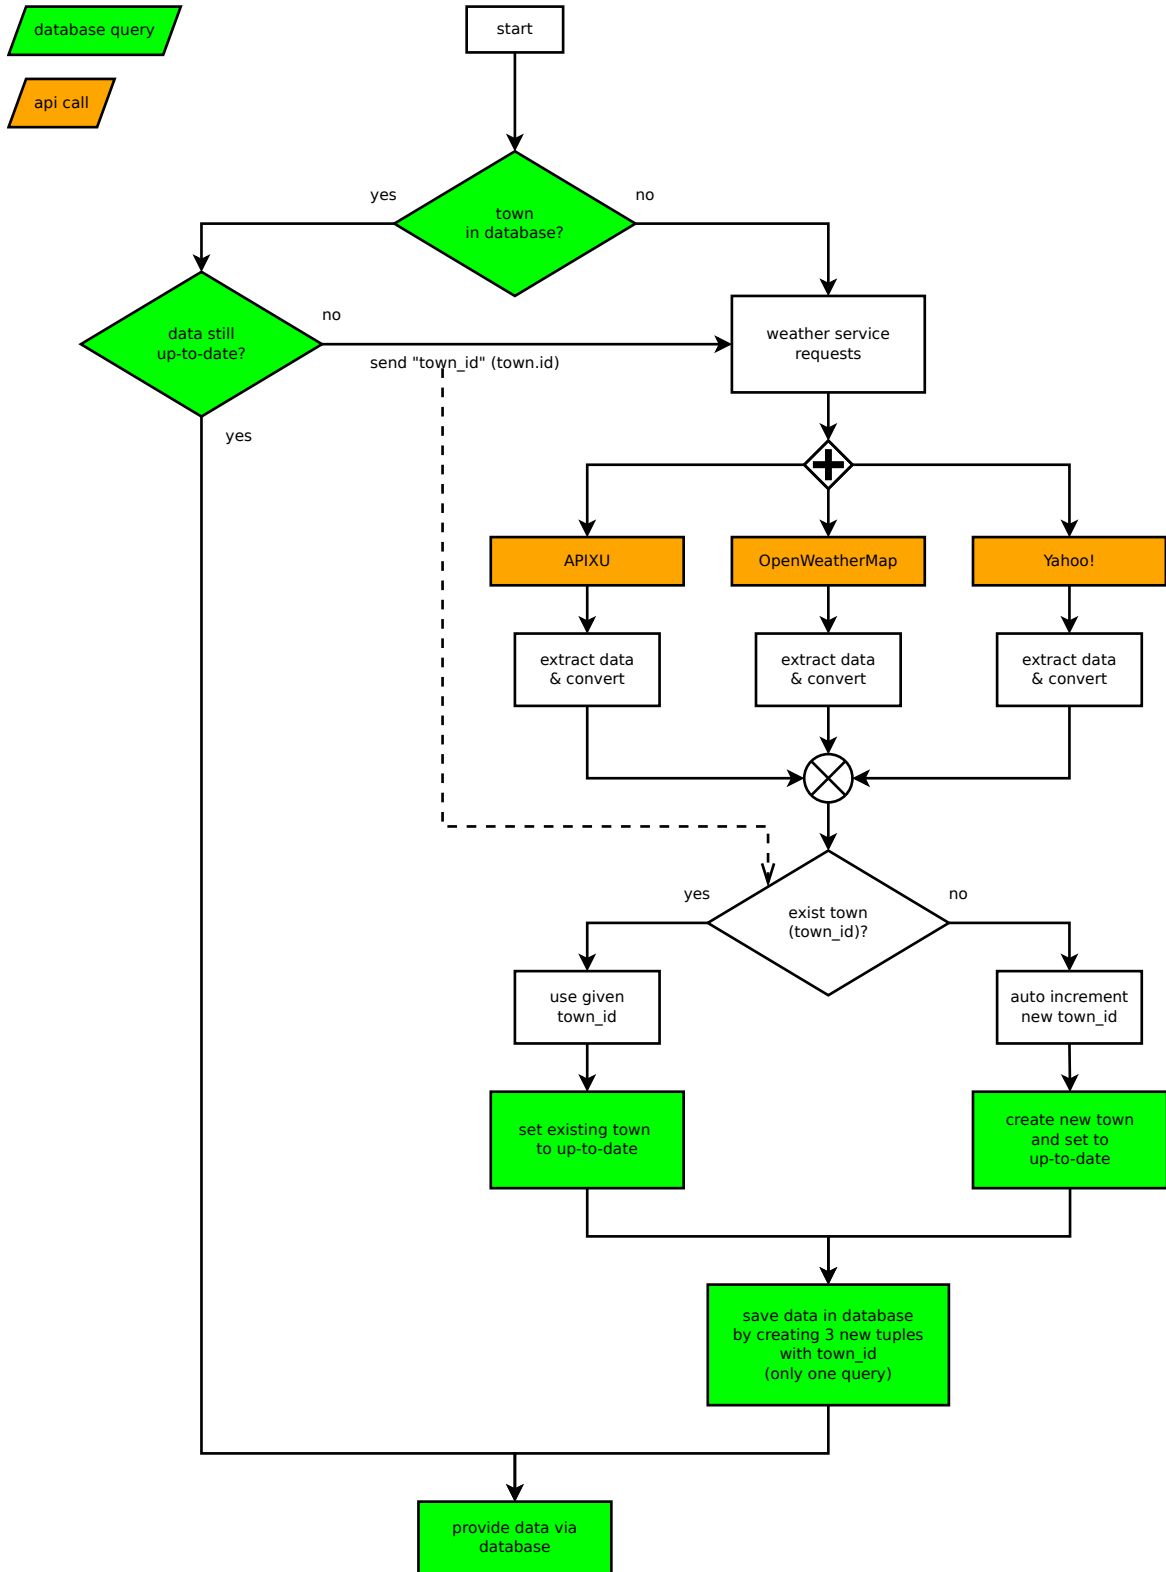 database query
start
api call
yes
no
town
in database?
data still
up-to-date?
no
send "town_id" (town.id)
weather service
requests
yes
APIXU
OpenWeatherMap
Yahoo!
extract data
& convert
extract data
& convert
extract data
& convert
yes
no
exist town
(town_id)?
use given
town_id
auto increment
new town_id
set existing town
to up-to-date
create new town
and set to
up-to-date
save data in database
by creating 3 new tuples
with town_id
(only one query)
provide data via
database